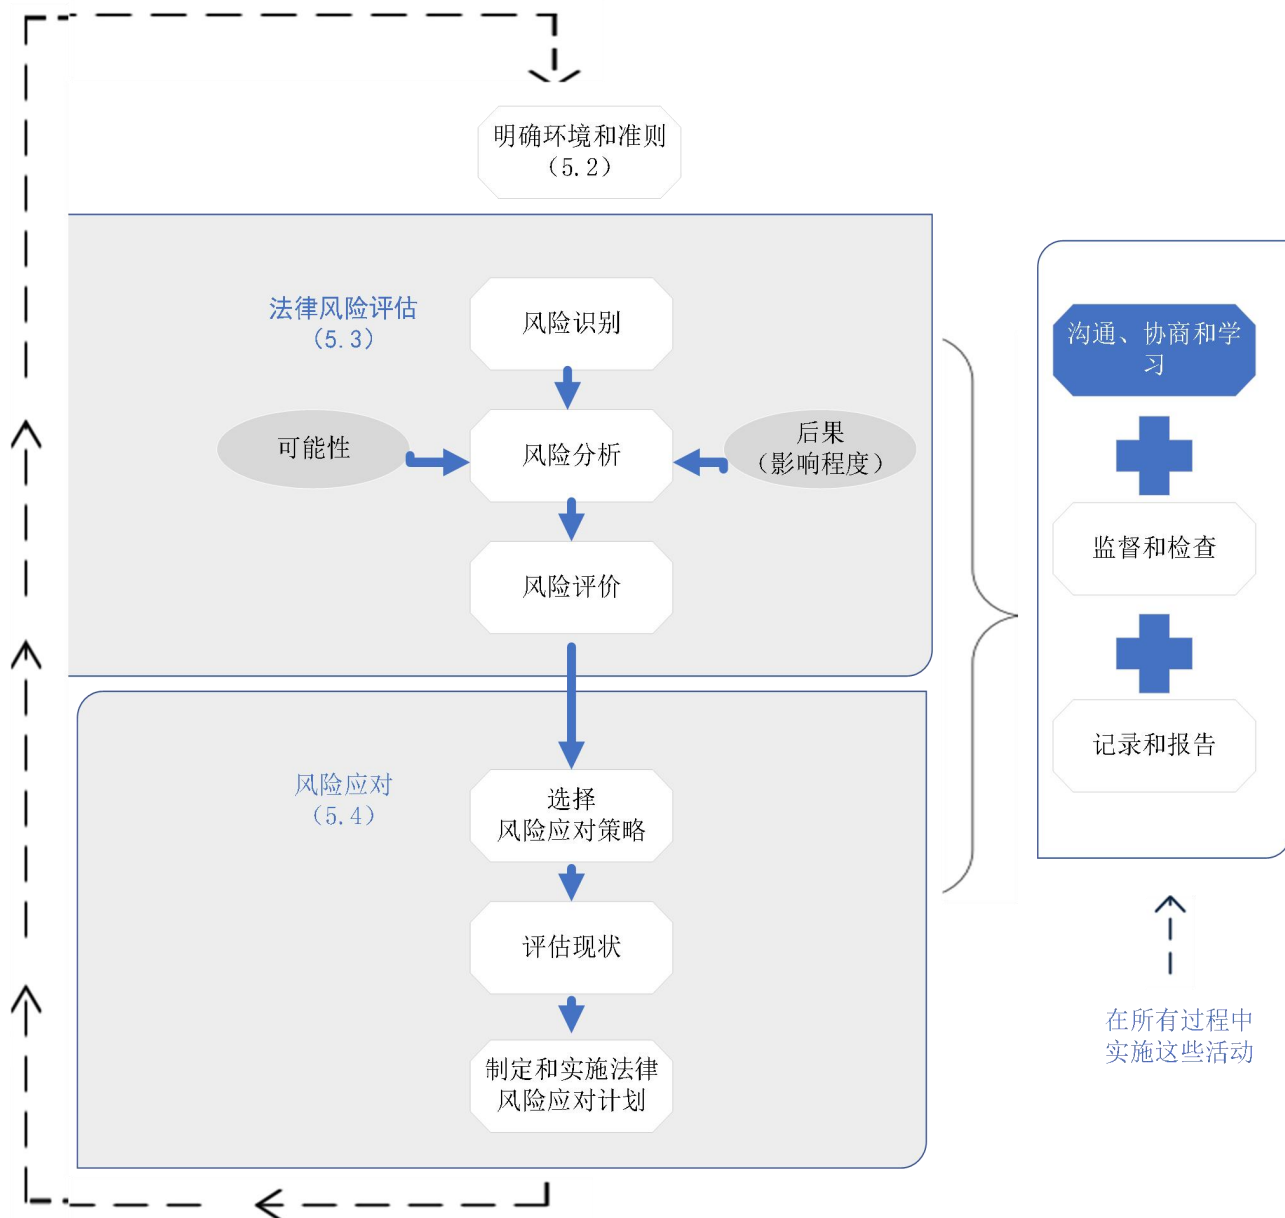 明确环境和准则
（5.2）
法律风险评估
（5.3）
风险识别
可能性
风险分析
后果
（影响程度）
风险评价
风险应对
（5.4）
选择
风险应对策略
评估现状
制定和实施法律
风险应对计划
沟通、协商和学
习
监督和检查
记录和报告
在所有过程中
实施这些活动